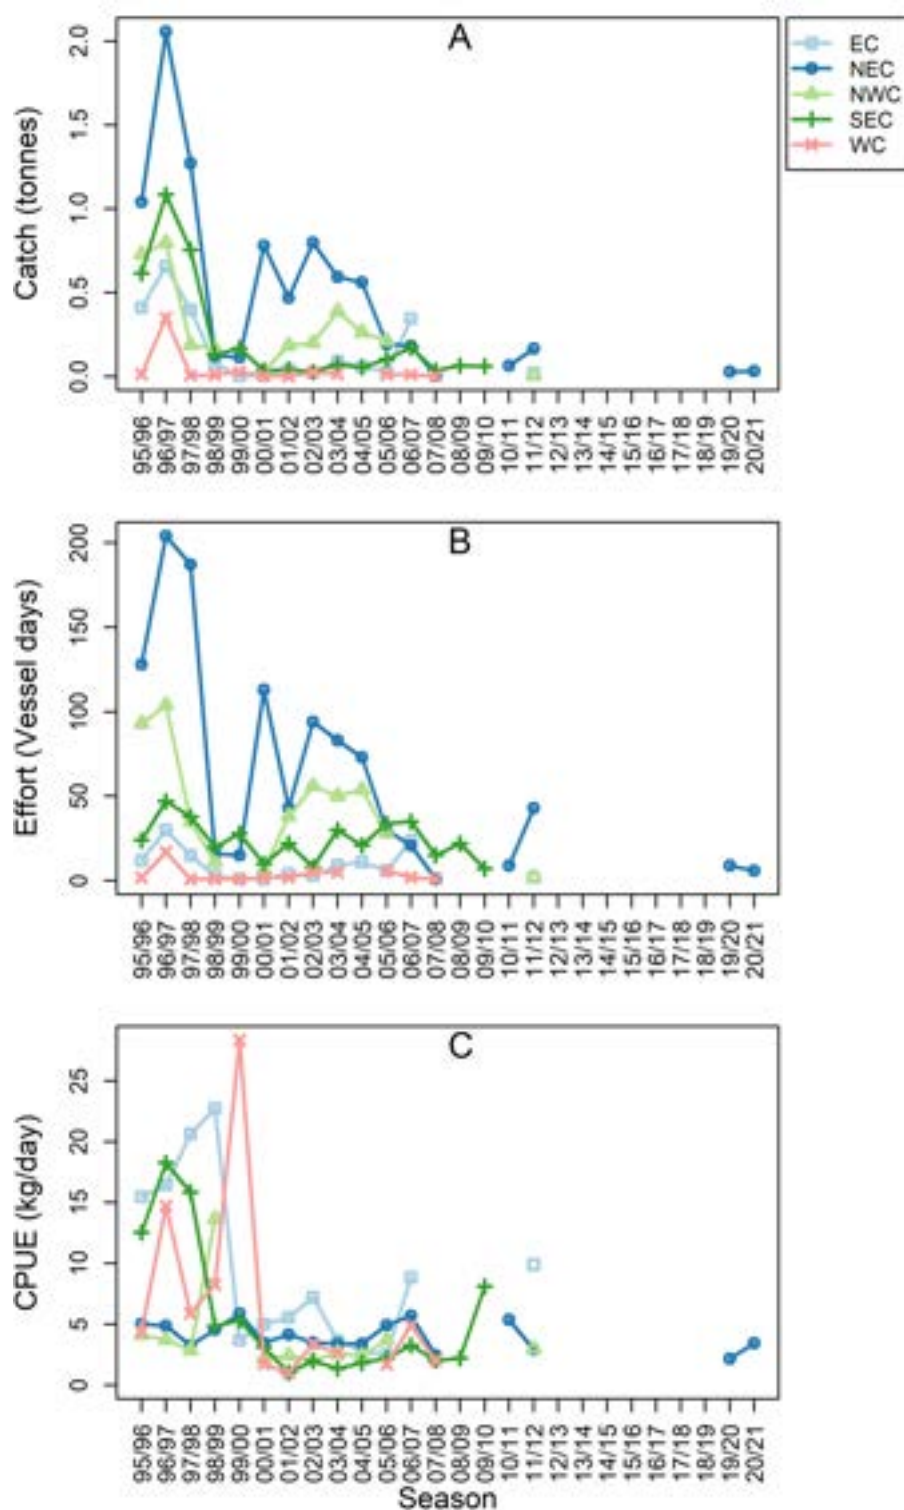 A
EC
NEC
NWC
SEC
WC
Catch (tonnes)
2.0
1.5
1.0
0.5
0.0
95/96 96/97 97/98 98/99 99/00 00/01 01/02 02/03 03/04 04/05 05/06 06/07 07/08 08/09 09/10 10/11 11/12 12/13 13/14 14/15 15/16 16/17 17/18 18/19 19/20 20/21
B
Effort (Vessel days)
200
150
100
50
0
95/96 96/97 97/98 98/99 99/00 00/01 01/02 02/03 03/04 04/05 05/06 06/07 07/08 08/09 09/10 10/11 11/12 12/13 13/14 14/15 15/16 16/17 17/18 18/19 19/20 20/21
C
CPUE (kg/day)
25
20
15
10
5
0
95/96 96/97 97/98 98/99 99/00 00/01 01/02 02/03 03/04 04/05 05/06 06/07 07/08 08/09 09/10 10/11 11/12 12/13 13/14 14/15 15/16 16/17 17/18 18/19 19/20 20/21
Season